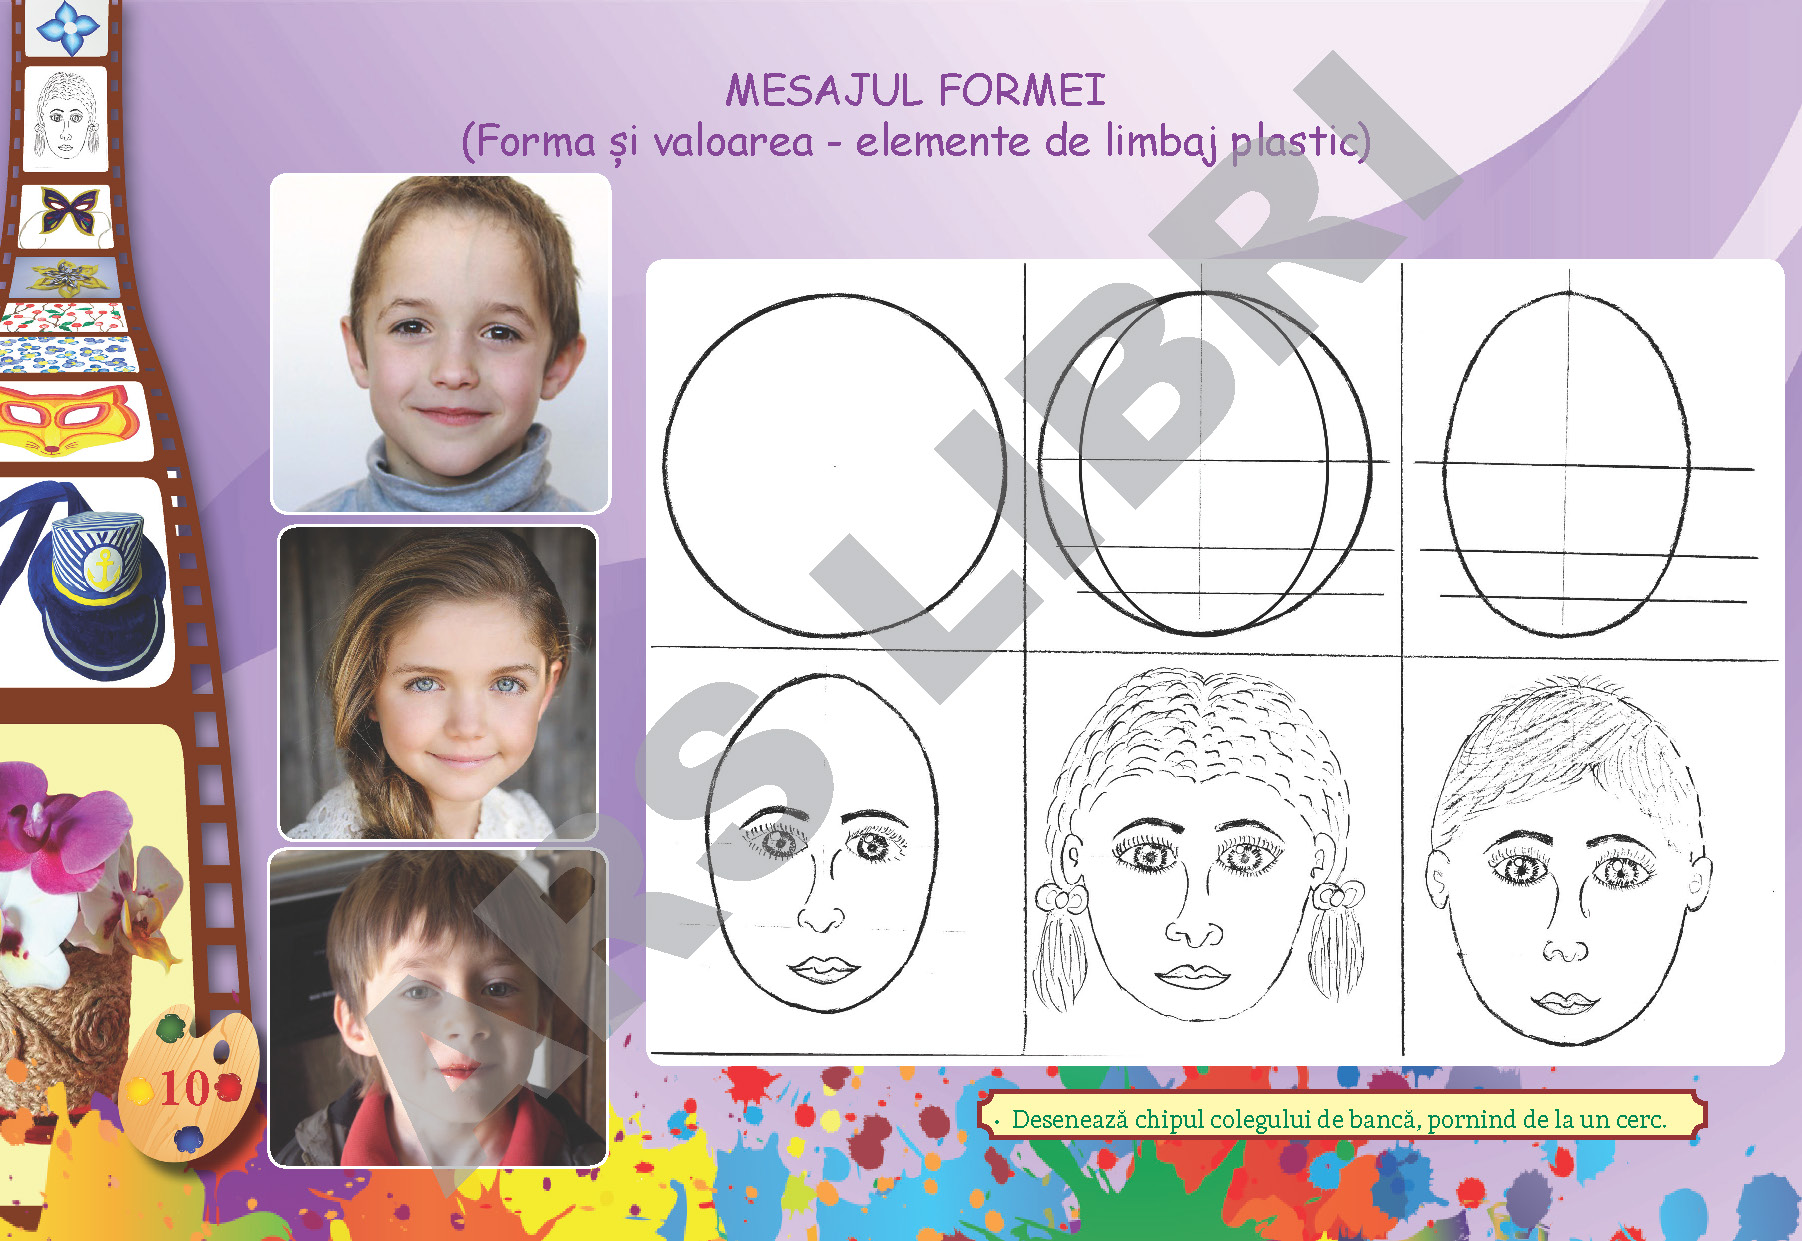 MESAJUL FORMEI
(Forma și valoarea - elemente de limbaj plastic)
ARS LIBRI
10
• Desenează chipul colegului de bancă, pornind de la un cerc.